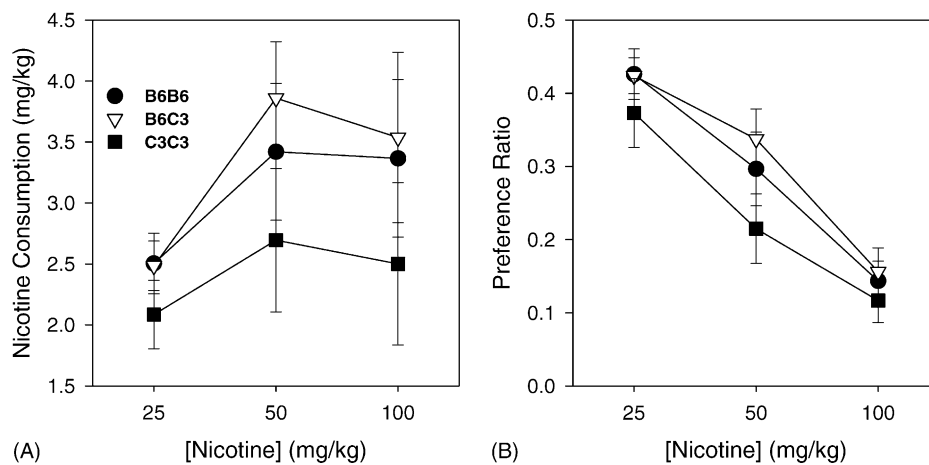 4.5
4.0
3.5
3.0
2.5
2.0
1.5
Nicotine Consumption (mg/kg)
B6B6
B6C3
C3C3
25 50 100
(A) [Nicotine] (mg/kg)
0.5
0.4
0.3
0.2
0.1
0.0
Preference Ratio
25 50 100
(B) [Nicotine] (mg/kg)